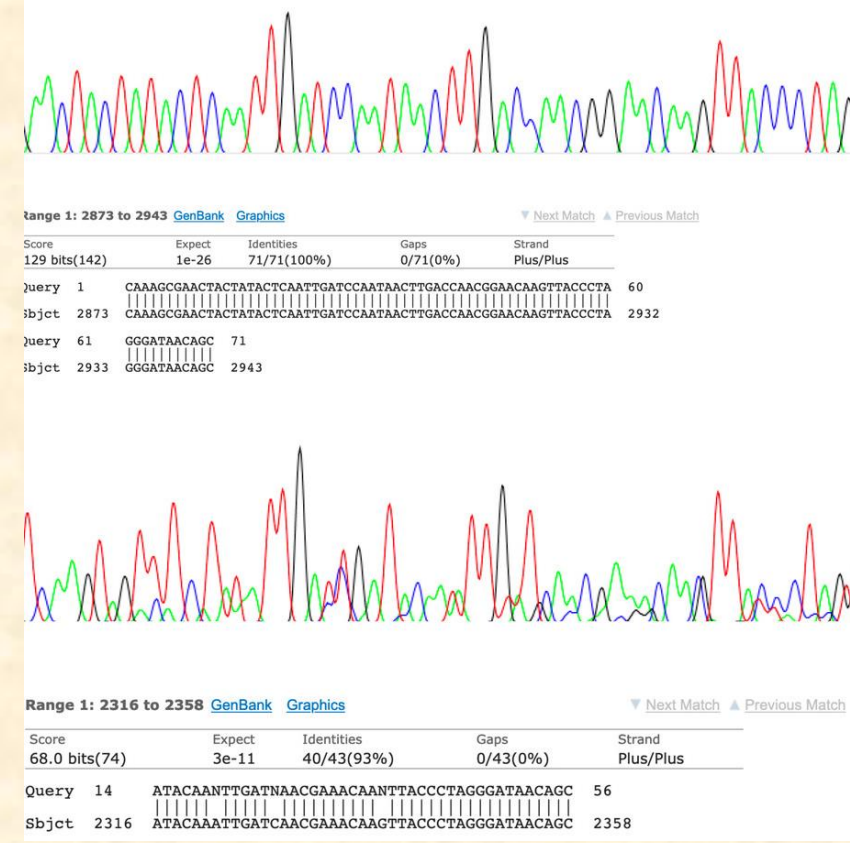 Range 1: 2873 to 2943 GenBank Graphics ▼ Next Match ▲ Previous Match
Score Expect Identities Gaps Strand
129 bits(142) 1e-26 71/71(100%) 0/71(0%) Plus/Plus
Query 1 CAAAGCGAACTACTATACTCAATTGATCCAATAACTTGACCAACGGAACAAGTTACCCTA 60
Sbjct 2873 CAAAGCGAACTACTATACTCAATTGATCCAATAACTTGACCAACGGAACAAGTTACCCTA 2932
Query 61 GGGATAACAGC 71
Sbjct 2933 GGGATAACAGC 2943
Range 1: 2316 to 2358 GenBank Graphics ▼ Next Match ▲ Previous Match
Score Expect Identities Gaps Strand
68.0 bits(74) 3e-11 40/43(93%) 0/43(0%) Plus/Plus
Query 14 ATACAANTTGATNAACGAAACAANTTACCCTAGGGATAACAGC 56
Sbjct 2316 ATACAAATTGATCAACGAAACAAGTTACCCTAGGGATAACAGC 2358